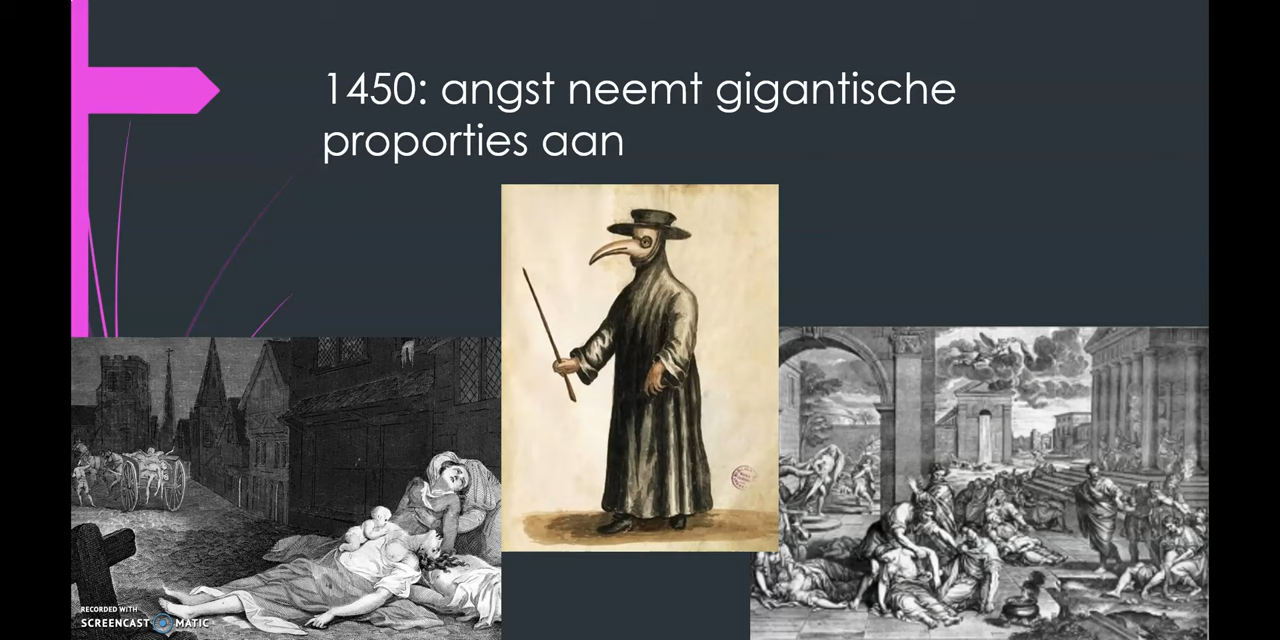 1450: angst neemt gigantische
proporties aan
RECORDED WITH
SCREENCAST MATIC